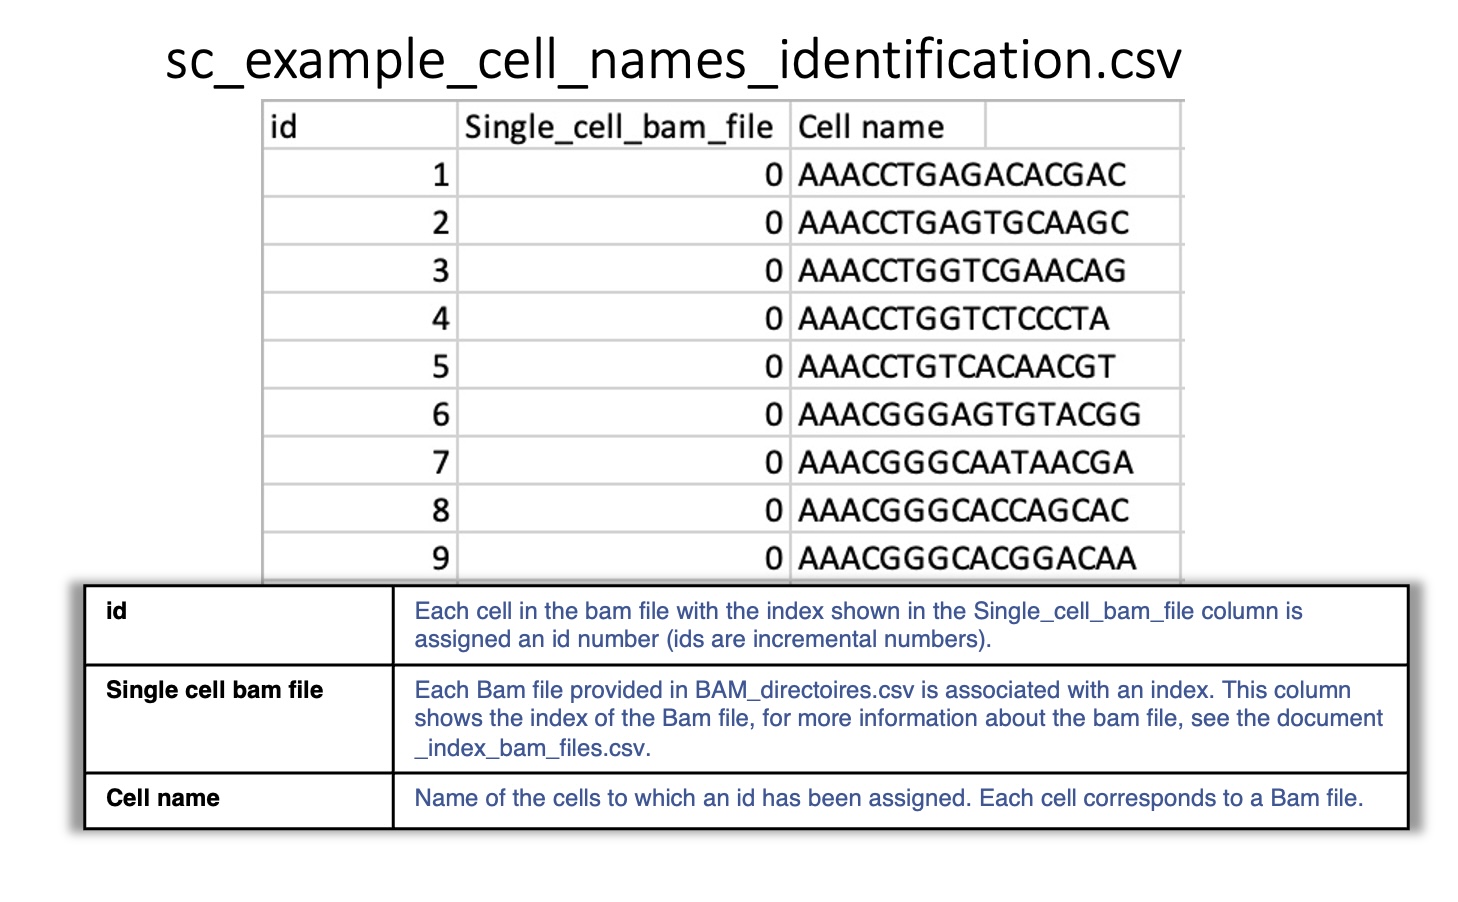 sc_example_cell_names_identification.csv
id Single_cell_bam_file Cell name
1 0 AAACCTGAGACACGAC
2 0 AAACCTGAGTGCAAGC
3 0 AAACCTGGTCGAACAG
4 0 AAACCTGGTCTCCCTA
5 0 AAACCTGTCACAACGT
6 0 AAACGGGAGTGTACGG
7 0 AAACGGGCAATAACGA
8 0 AAACGGGCACCAGCAC
9 0 AAACGGGCACGGACAA
id Each cell in the bam file with the index shown in the Single_cell_bam_file column is
assigned an id number (ids are incremental numbers).
Single cell bam file Each Bam file provided in BAM_directoires.csv is associated with an index. This column
shows the index of the Bam file, for more information about the bam file, see the document
_index_bam_files.csv.
Cell name Name of the cells to which an id has been assigned. Each cell corresponds to a Bam file.